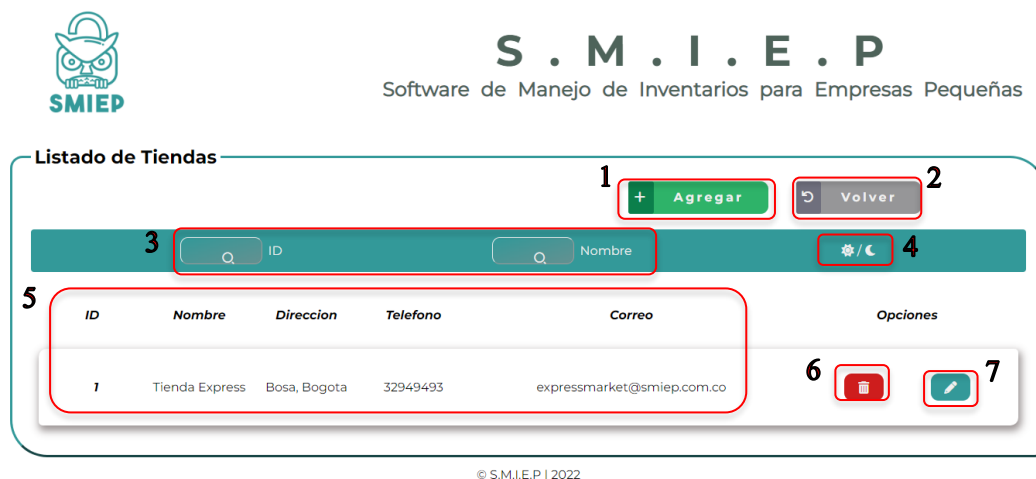 SMIEP
S . M . I . E . P
Software de Manejo de Inventarios para Empresas Pequeñas
Listado de Tiendas
1 + Agregar 2 Volver
3 ID Nombre / 4
5
ID Nombre Direccion Telefono Correo Opciones
1 Tienda Express Bosa, Bogota 32949493 expressmarket@smiep.com.co 6 7
© S.M.I.E.P | 2022